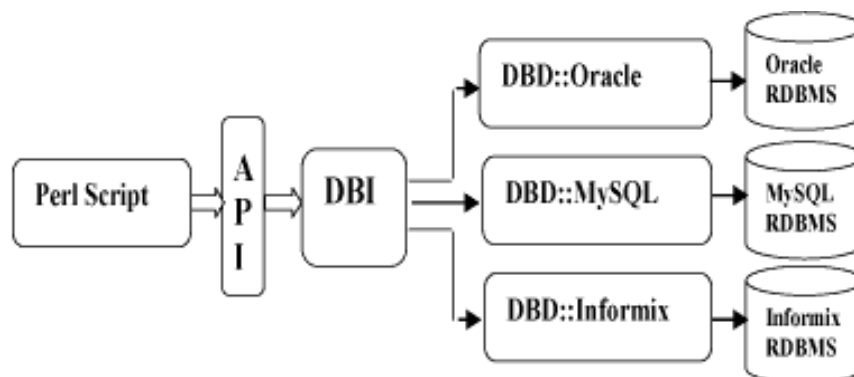 Perl Script
A
P
I
DBI
DBD::Oracle
Oracle
RDBMS
DBD::MySQL
MySQL
RDBMS
DBD::Informix
Informix
RDBMS